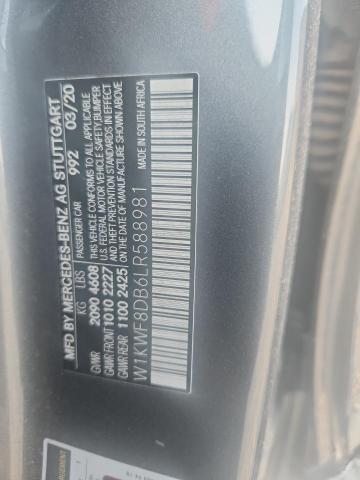 MFD BY MERCEDES-BENZ AG STUTTGART
PASSENGER CAR 992 03/20
KG LBS
GVWR 2090 4608
GAWR FRONT 1010 2227
GAWR REAR 1100 2425
THIS VEHICLE CONFORMS TO ALL APPLICABLE
U.S. FEDERAL MOTOR VEHICLE SAFETY, BUMPER
AND THEFT PREVENTION STANDARDS IN EFFECT
ON THE DATE OF MANUFACTURE SHOWN ABOVE
W1KWF8DB6LR588981
MADE IN SOUTH AFRICA